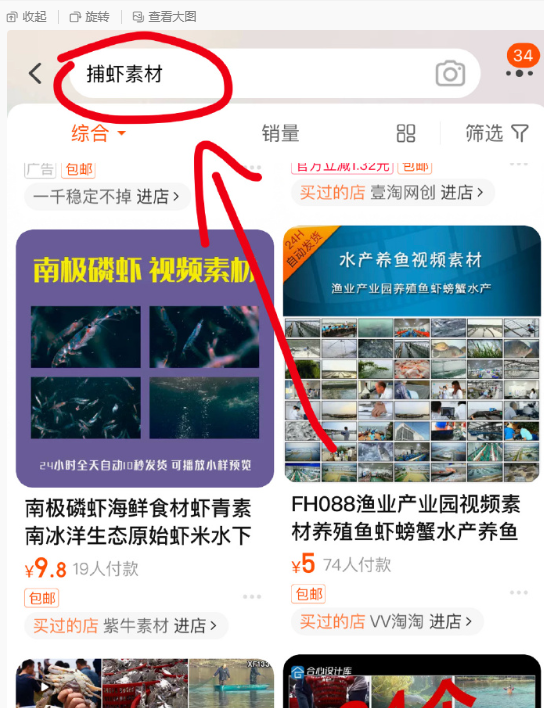 收起 旋转 查看大图
捕虾素材
34
综合 销量 筛选
广告 包邮
官方立减1.32元 包邮
一千稳定不掉 进店>
买过的店 壹淘网创 进店>
南极磷虾 视频素材
24小时全天自动10秒发货 可播放小样预览
24H
自动发货
水产养鱼视频素材
渔业产业园养殖鱼虾螃蟹水产
南极磷虾海鲜食材虾青素
南冰洋生态原始虾米水下
¥9.8 19人付款
包邮
买过的店 紫牛素材 进店>
FH088渔业产业园视频素
材养殖鱼虾螃蟹水产养鱼
¥5 74人付款
包邮
买过的店 VV淘淘 进店>
合心设计库